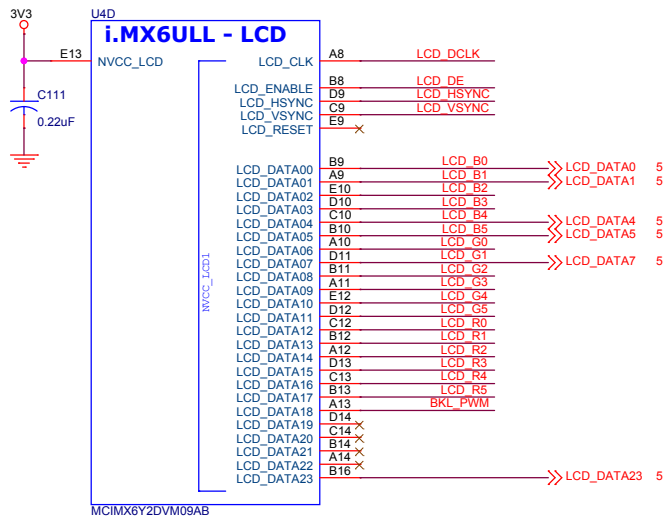 3V3
U4D
i.MX6ULL - LCD
E13
NVCC_LCD
LCD_CLK
A8
LCD_DCLK
C111
0.22uF
LCD_ENABLE
B8
LCD_DE
LCD_HSYNC
D9
LCD_HSYNC
LCD_VSYNC
C9
LCD_VSYNC
LCD_RESET
E9
NVCC_LCD1
LCD_DATA00 B9 LCD_B0 LCD_DATA0 5
LCD_DATA01 A9 LCD_B1 LCD_DATA1 5
LCD_DATA02 E10 LCD_B2
LCD_DATA03 D10 LCD_B3
LCD_DATA04 C10 LCD_B4 LCD_DATA4 5
LCD_DATA05 B10 LCD_B5 LCD_DATA5 5
LCD_DATA06 A10 LCD_G0
LCD_DATA07 D11 LCD_G1 LCD_DATA7 5
LCD_DATA08 B11 LCD_G2
LCD_DATA09 A11 LCD_G3
LCD_DATA10 E12 LCD_G4
LCD_DATA11 D12 LCD_G5
LCD_DATA12 C12 LCD_R0
LCD_DATA13 B12 LCD_R1
LCD_DATA14 A12 LCD_R2
LCD_DATA15 D13 LCD_R3
LCD_DATA16 C13 LCD_R4
LCD_DATA17 B13 LCD_R5
LCD_DATA18 A13 BKL_PWM
LCD_DATA19 D14
LCD_DATA20 C14
LCD_DATA21 B14
LCD_DATA22 A14
LCD_DATA23 B16 LCD_DATA23 5
MCIMX6Y2DVM09AB